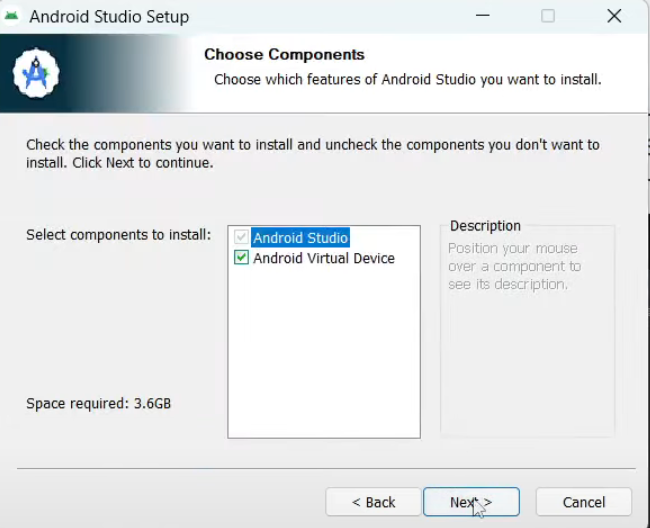 Android Studio Setup
Choose Components
Choose which features of Android Studio you want to install.
Check the components you want to install and uncheck the components you don't want to
install. Click Next to continue.
Select components to install:
Android Studio
Android Virtual Device
Description
Position your mouse
over a component to
see its description.
Space required: 3.6GB
< Back
Next >
Cancel